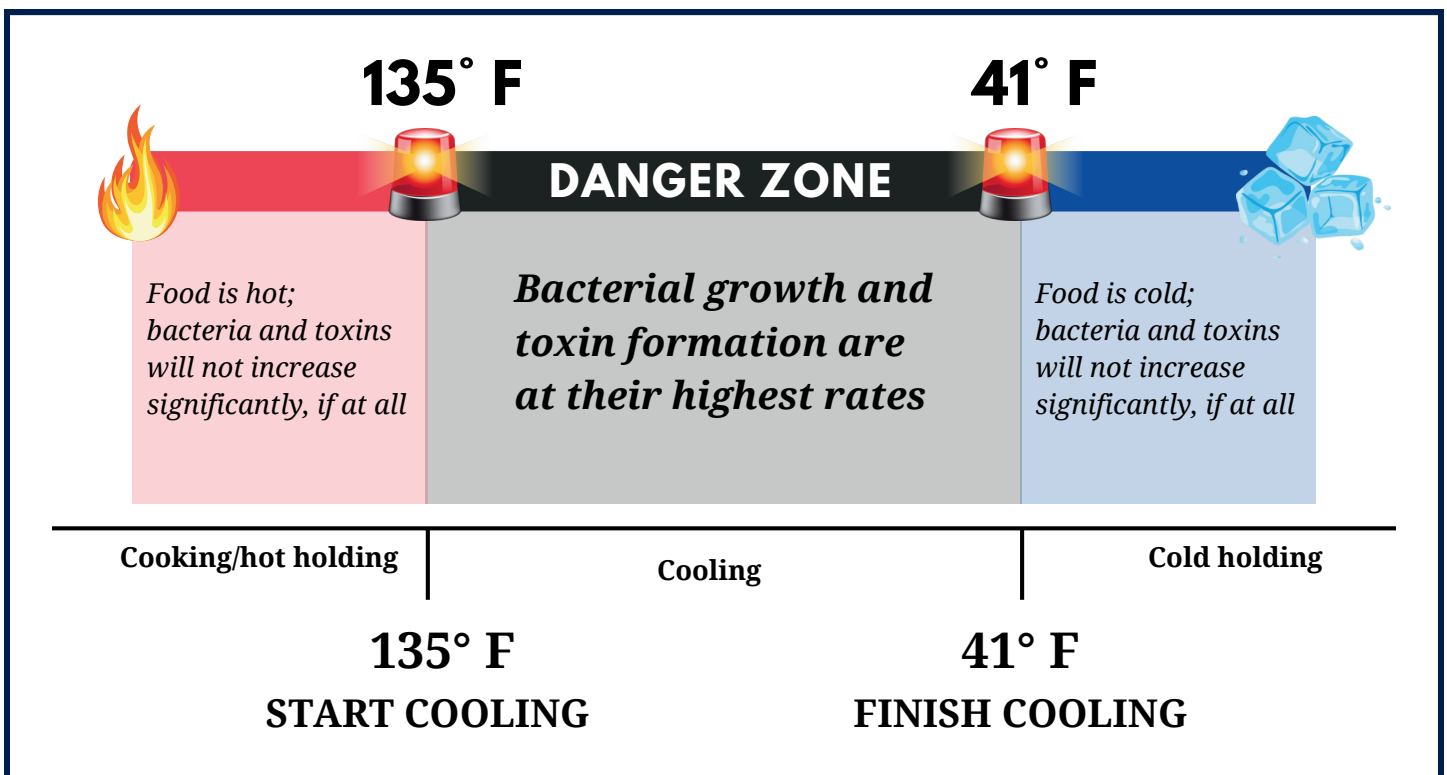 135° F
41° F
DANGER ZONE
Food is hot;
bacteria and toxins
will not increase
significantly, if at all
Bacterial growth and
toxin formation are
at their highest rates
Food is cold;
bacteria and toxins
will not increase
significantly, if at all
Cooking/hot holding
Cooling
Cold holding
135° F
START COOLING
41° F
FINISH COOLING